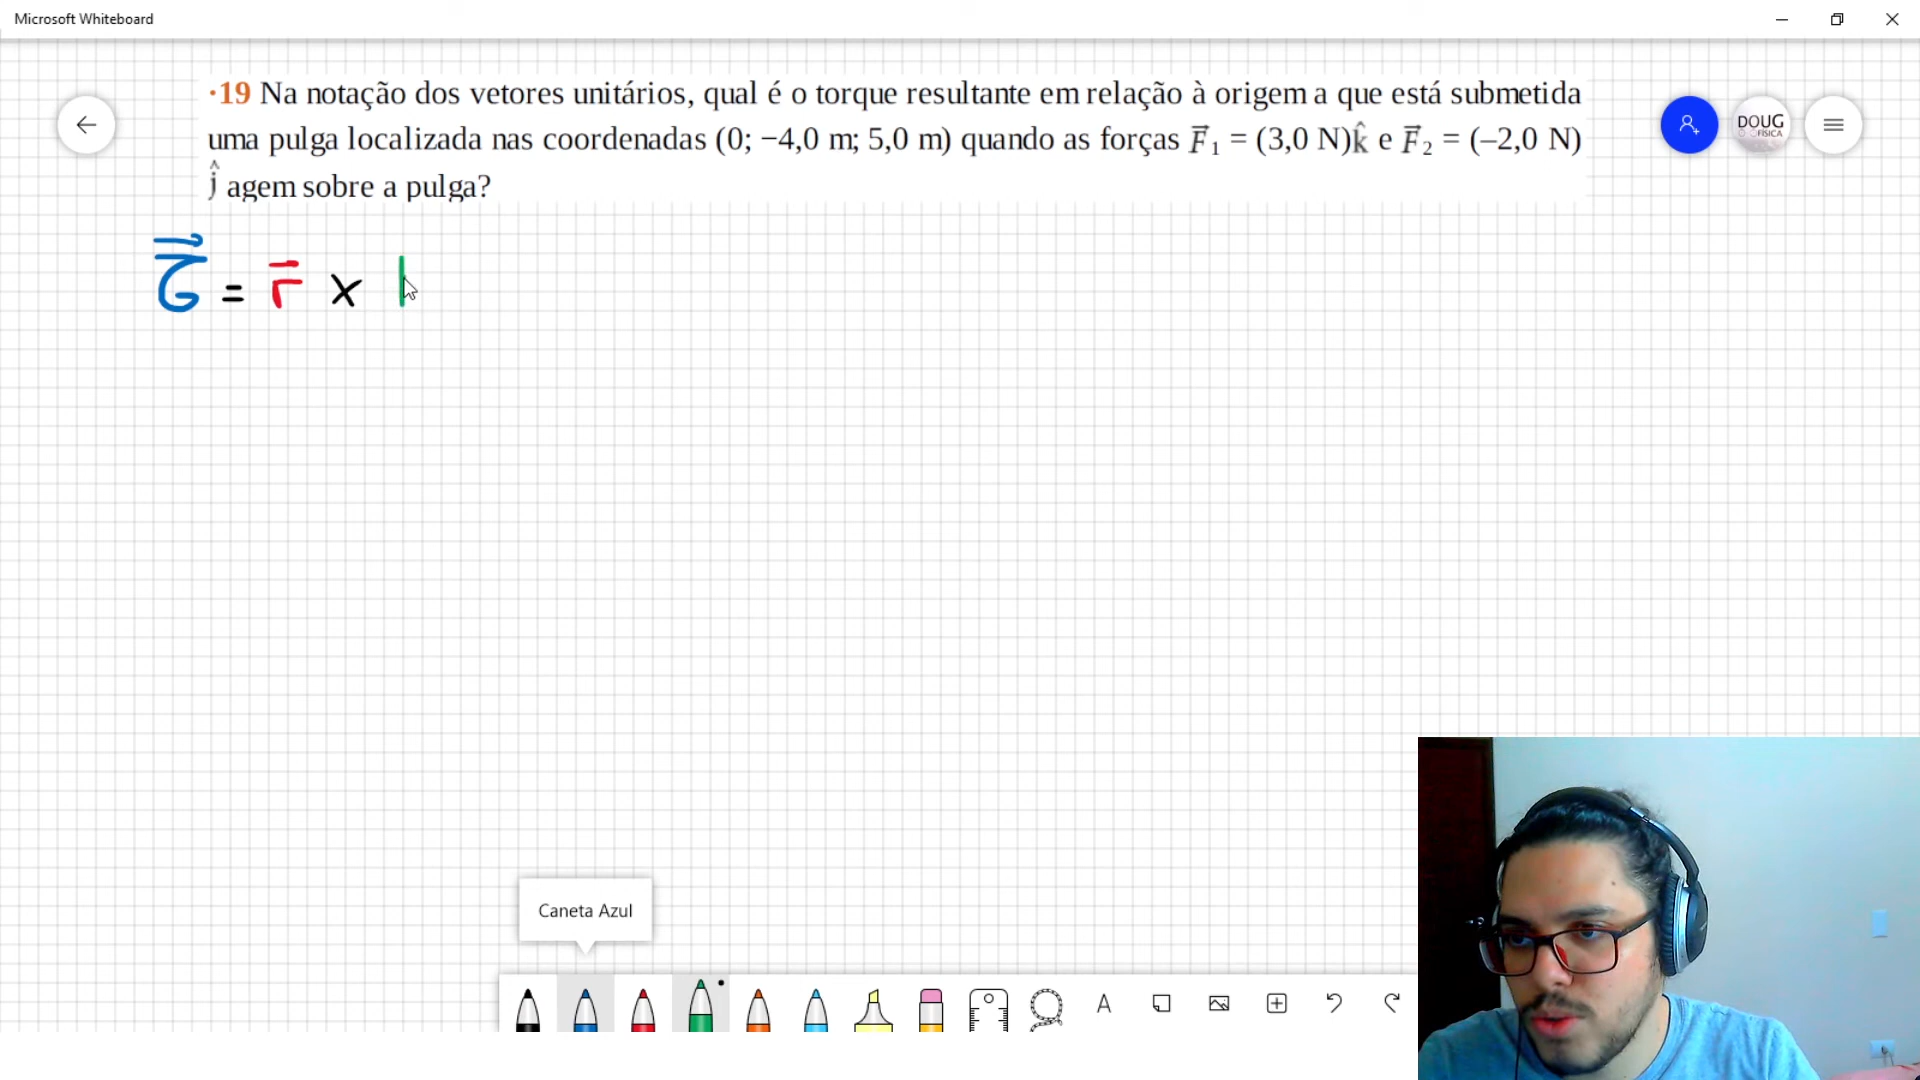 Microsoft Whiteboard
·19 Na notação dos vetores unitários, qual é o torque resultante em relação à origem a que está submetida
uma pulga localizada nas coordenadas (0; −4,0 m; 5,0 m) quando as forças F⃗₁ = (3,0 N)k̂ e F⃗₂ = (–2,0 N)
ĵ agem sobre a pulga?
DOUG
FÍSICA
τ⃗ = r⃗ ×
Caneta Azul